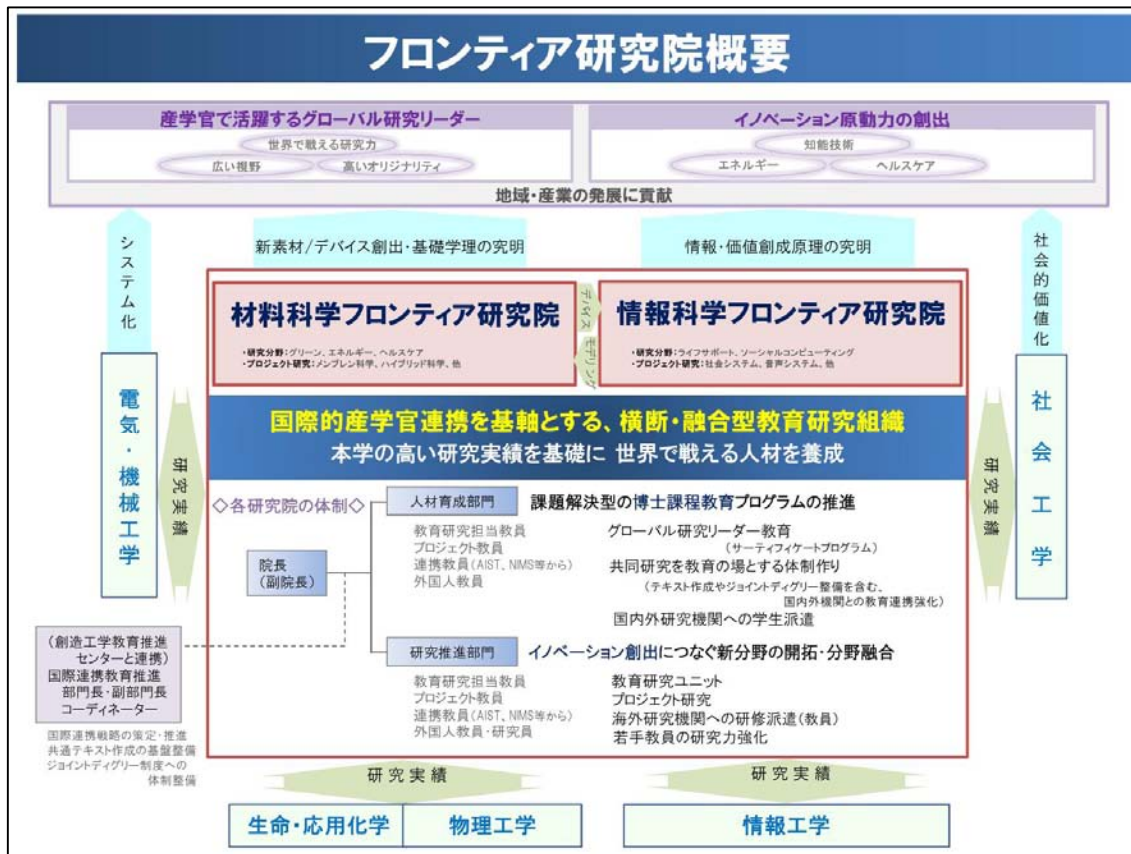 フロンティア研究院概要
産学官で活躍するグローバル研究リーダー
世界で戦える研究力
広い視野
高いオリジナリティ
イノベーション原動力の創出
知能技術
エネルギー
ヘルスケア
地域・産業の発展に貢献
システム化
新素材/デバイス創出・基礎学理の究明
情報・価値創成原理の究明
社会的価値化
材料科学フロンティア研究院
・研究分野:グリーン、エネルギー、ヘルスケア
・プロジェクト研究:メンブレン科学、ハイブリッド科学、他
デバイス
モデリング
情報科学フロンティア研究院
・研究分野:ライフサポート、ソーシャルコンピューティング
・プロジェクト研究:社会システム、音声システム、他
電気・機械工学
研究実績
国際的産学官連携を基軸とする、横断・融合型教育研究組織
本学の高い研究実績を基礎に 世界で戦える人材を養成
研究実績
社会工学
◇各研究院の体制◇
院長
(副院長)
人材育成部門
課題解決型の博士課程教育プログラムの推進
教育研究担当教員
プロジェクト教員
連携教員(AIST、NIMS等から)
外国人教員
グローバル研究リーダー教育
(サーティフィケートプログラム)
共同研究を教育の場とする体制作り
(テキスト作成やジョイントディグリー整備を含む、
国内外機関との教育連携強化)
国内外研究機関への学生派遣
(創造工学教育推進
センターと連携)
国際連携教育推進
部門長・副部門長
コーディネーター
国際連携戦略の策定・推進
共通テキスト作成の基盤整備
ジョイントディグリー制度への
体制整備
研究推進部門
イノベーション創出につなぐ新分野の開拓・分野融合
教育研究担当教員
プロジェクト教員
連携教員(AIST、NIMS等から)
外国人教員・研究員
教育研究ユニット
プロジェクト研究
海外研究機関への研修派遣(教員)
若手教員の研究力強化
研究実績
研究実績
生命・応用化学
物理工学
情報工学